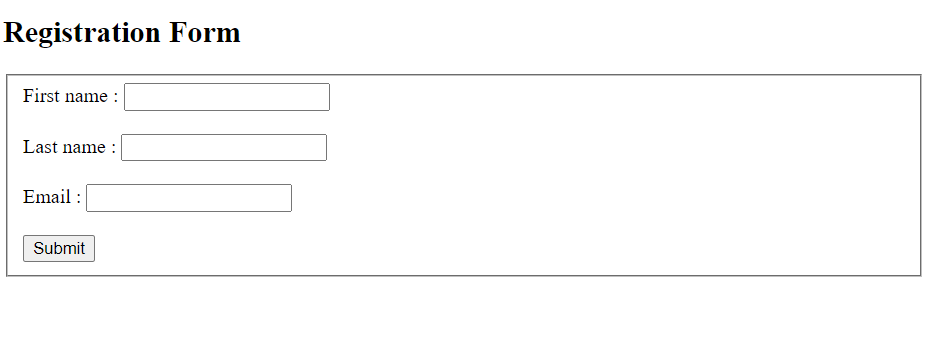 Registration Form
First name :
Last name :
Email :
Submit